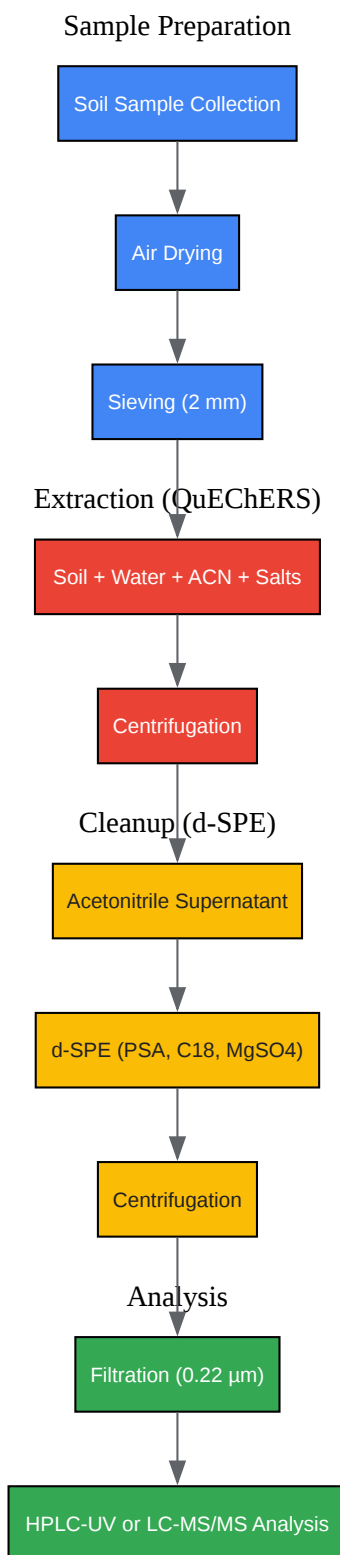 Sample Preparation
Soil Sample Collection
Air Drying
Sieving (2 mm)
Extraction (QuEChERS)
Soil + Water + ACN + Salts
Centrifugation
Cleanup (d-SPE)
Acetonitrile Supernatant
d-SPE (PSA, C18, MgSO4)
Centrifugation
Analysis
Filtration (0.22 µm)
HPLC-UV or LC-MS/MS Analysis